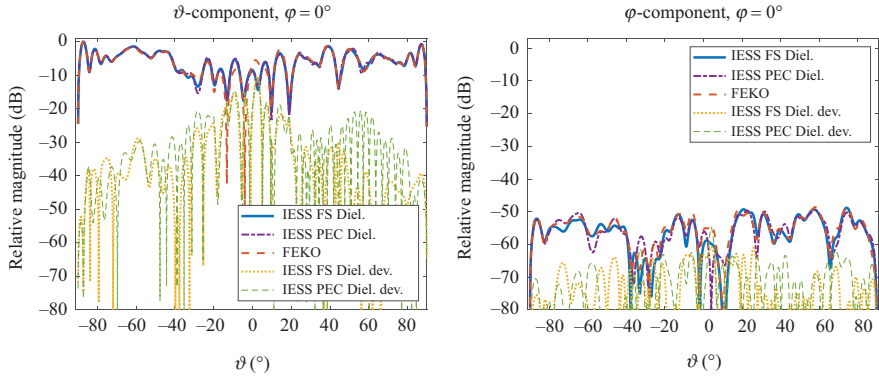 ϑ-component, φ = 0°
0
−10
−20
−30
−40
−50
−60
−70
−80
Relative magnitude (dB)
IESS FS Diel.
IESS PEC Diel.
FEKO
IESS FS Diel. dev.
IESS PEC Diel. dev.
−80 −60 −40 −20 0 20 40 60 80
ϑ (°)
φ-component, φ = 0°
0
−10
−20
−30
−40
−50
−60
−70
−80
Relative magnitude (dB)
IESS FS Diel.
IESS PEC Diel.
FEKO
IESS FS Diel. dev.
IESS PEC Diel. dev.
−80 −60 −40 −20 0 20 40 60 80
ϑ (°)